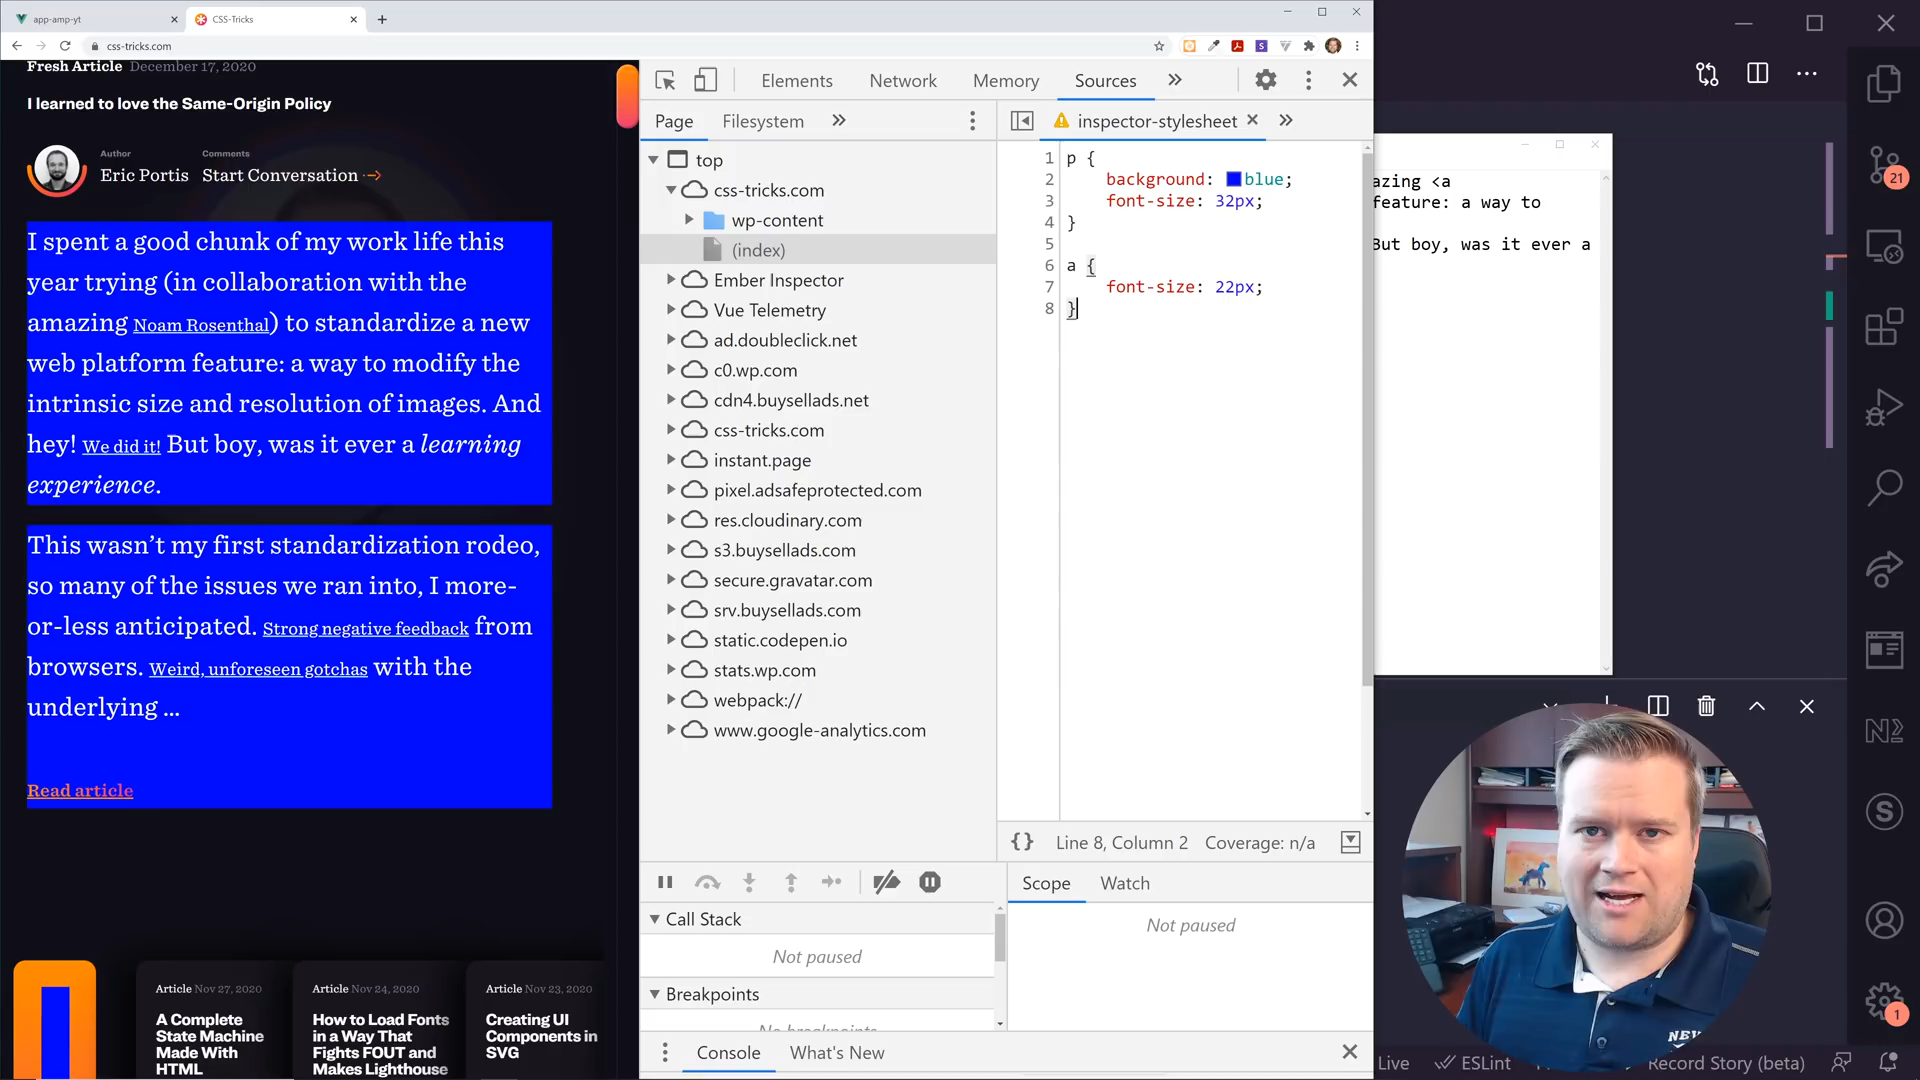 app-amp-yt
CSS-Tricks
css-tricks.com
Fresh Article December 17, 2020
I learned to love the Same-Origin Policy
Author
Eric Portis
Comments
Start Conversation
I spent a good chunk of my work life this
year trying (in collaboration with the
amazing Noam Rosenthal) to standardize a new
web platform feature: a way to modify the
intrinsic size and resolution of images. And
hey! We did it! But boy, was it ever a learning
experience.
This wasn’t my first standardization rodeo,
so many of the issues we ran into, I more-
or-less anticipated. Strong negative feedback from
browsers. Weird, unforeseen gotchas with the
underlying ...
Read article
Article Nov 27, 2020
A Complete
State Machine
Made With
HTML
Article Nov 24, 2020
How to Load Fonts
in a Way That
Fights FOUT and
Makes Lighthouse
Article Nov 23, 2020
Creating UI
Components in
SVG
Elements
Network
Memory
Sources
Page
Filesystem
top
css-tricks.com
wp-content
(index)
Ember Inspector
Vue Telemetry
ad.doubleclick.net
c0.wp.com
cdn4.buysellads.net
css-tricks.com
instant.page
pixel.adsafeprotected.com
res.cloudinary.com
s3.buysellads.com
secure.gravatar.com
srv.buysellads.com
static.codepen.io
stats.wp.com
webpack://
www.google-analytics.com
inspector-stylesheet
1 p {
2 background: blue;
3 font-size: 32px;
4 }
5
6 a {
7 font-size: 22px;
8 }
{} Line 8, Column 2 Coverage: n/a
Call Stack
Not paused
Breakpoints
No breakpoints
Scope
Watch
Not paused
Console
What's New
azing <a
feature: a way to
But boy, was it ever a
21
1
NEW
Live
ESLint
Record Story (beta)